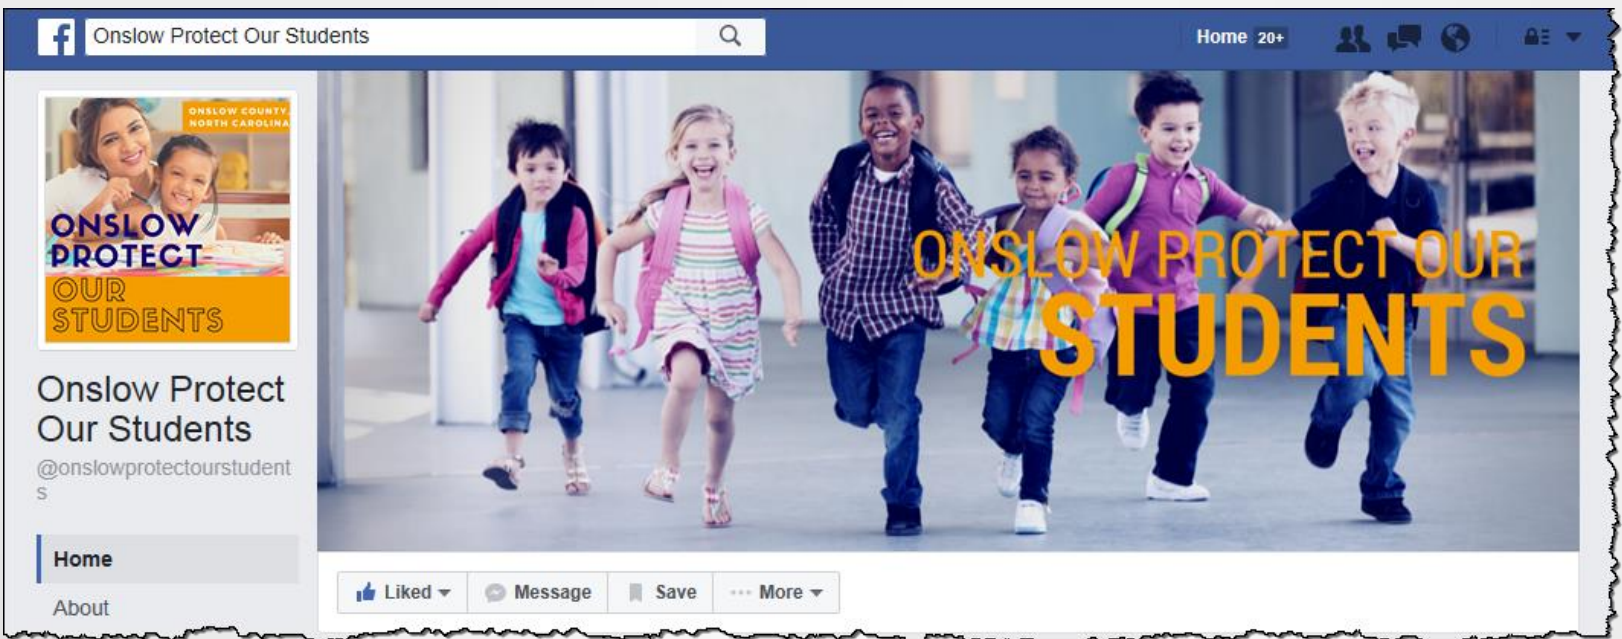 Onslow Protect Our Students
Home 20+
ONSLOW COUNTY,
NORTH CAROLINA
ONSLOW
PROTECT
OUR
STUDENTS
ONSLOW PROTECT OUR
STUDENTS
Onslow Protect
Our Students
@onslowprotectourstudent
s
Home
About
Liked
Message
Save
More